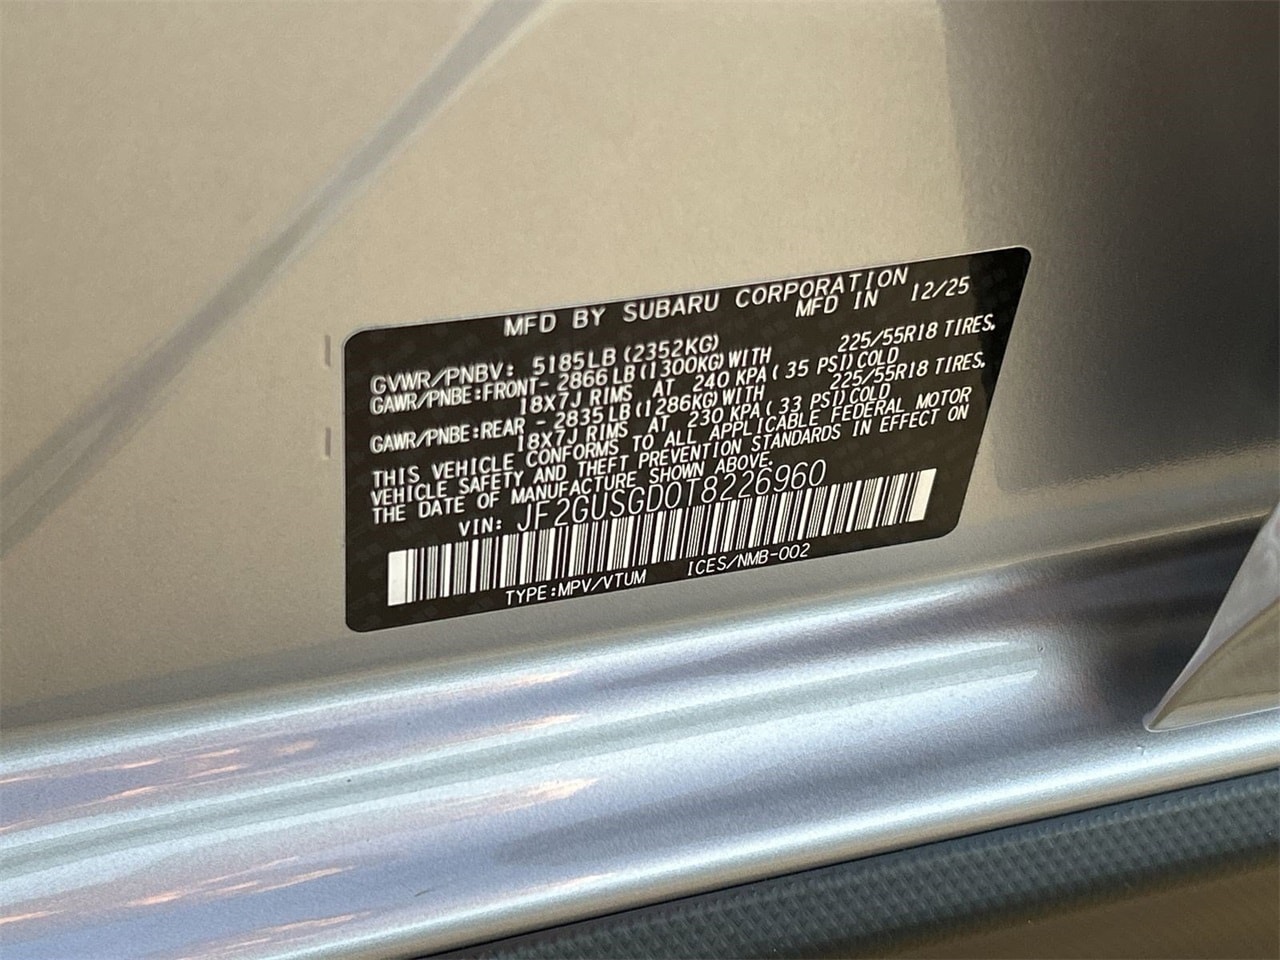 MFD BY SUBARU CORPORATION
MFD IN 12/25
GVWR/PNBV: 5185LB(2352KG)
GAWR/PNBE:FRONT- 2866LB(1300KG)WITH 225/55R18 TIRES,
18X7J RIMS AT 240 KPA( 35 PSI)COLD
GAWR/PNBE:REAR - 2835LB(1286KG)WITH 225/55R18 TIRES,
18X7J RIMS AT 230 KPA( 33 PSI)COLD
THIS VEHICLE CONFORMS TO ALL APPLICABLE FEDERAL MOTOR
VEHICLE SAFETY AND THEFT PREVENTION STANDARDS IN EFFECT ON
THE DATE OF MANUFACTURE SHOWN ABOVE.
VIN: JF2GUSGD0T8226960
TYPE:MPV/VTUM ICES/NMB-002